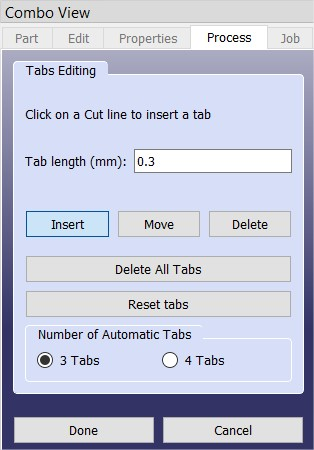 Combo View
Part Edit Properties Process Job
Tabs Editing
Click on a Cut line to insert a tab
Tab length (mm): 0.3
Insert Move Delete
Delete All Tabs
Reset tabs
Number of Automatic Tabs
3 Tabs 4 Tabs
Done Cancel